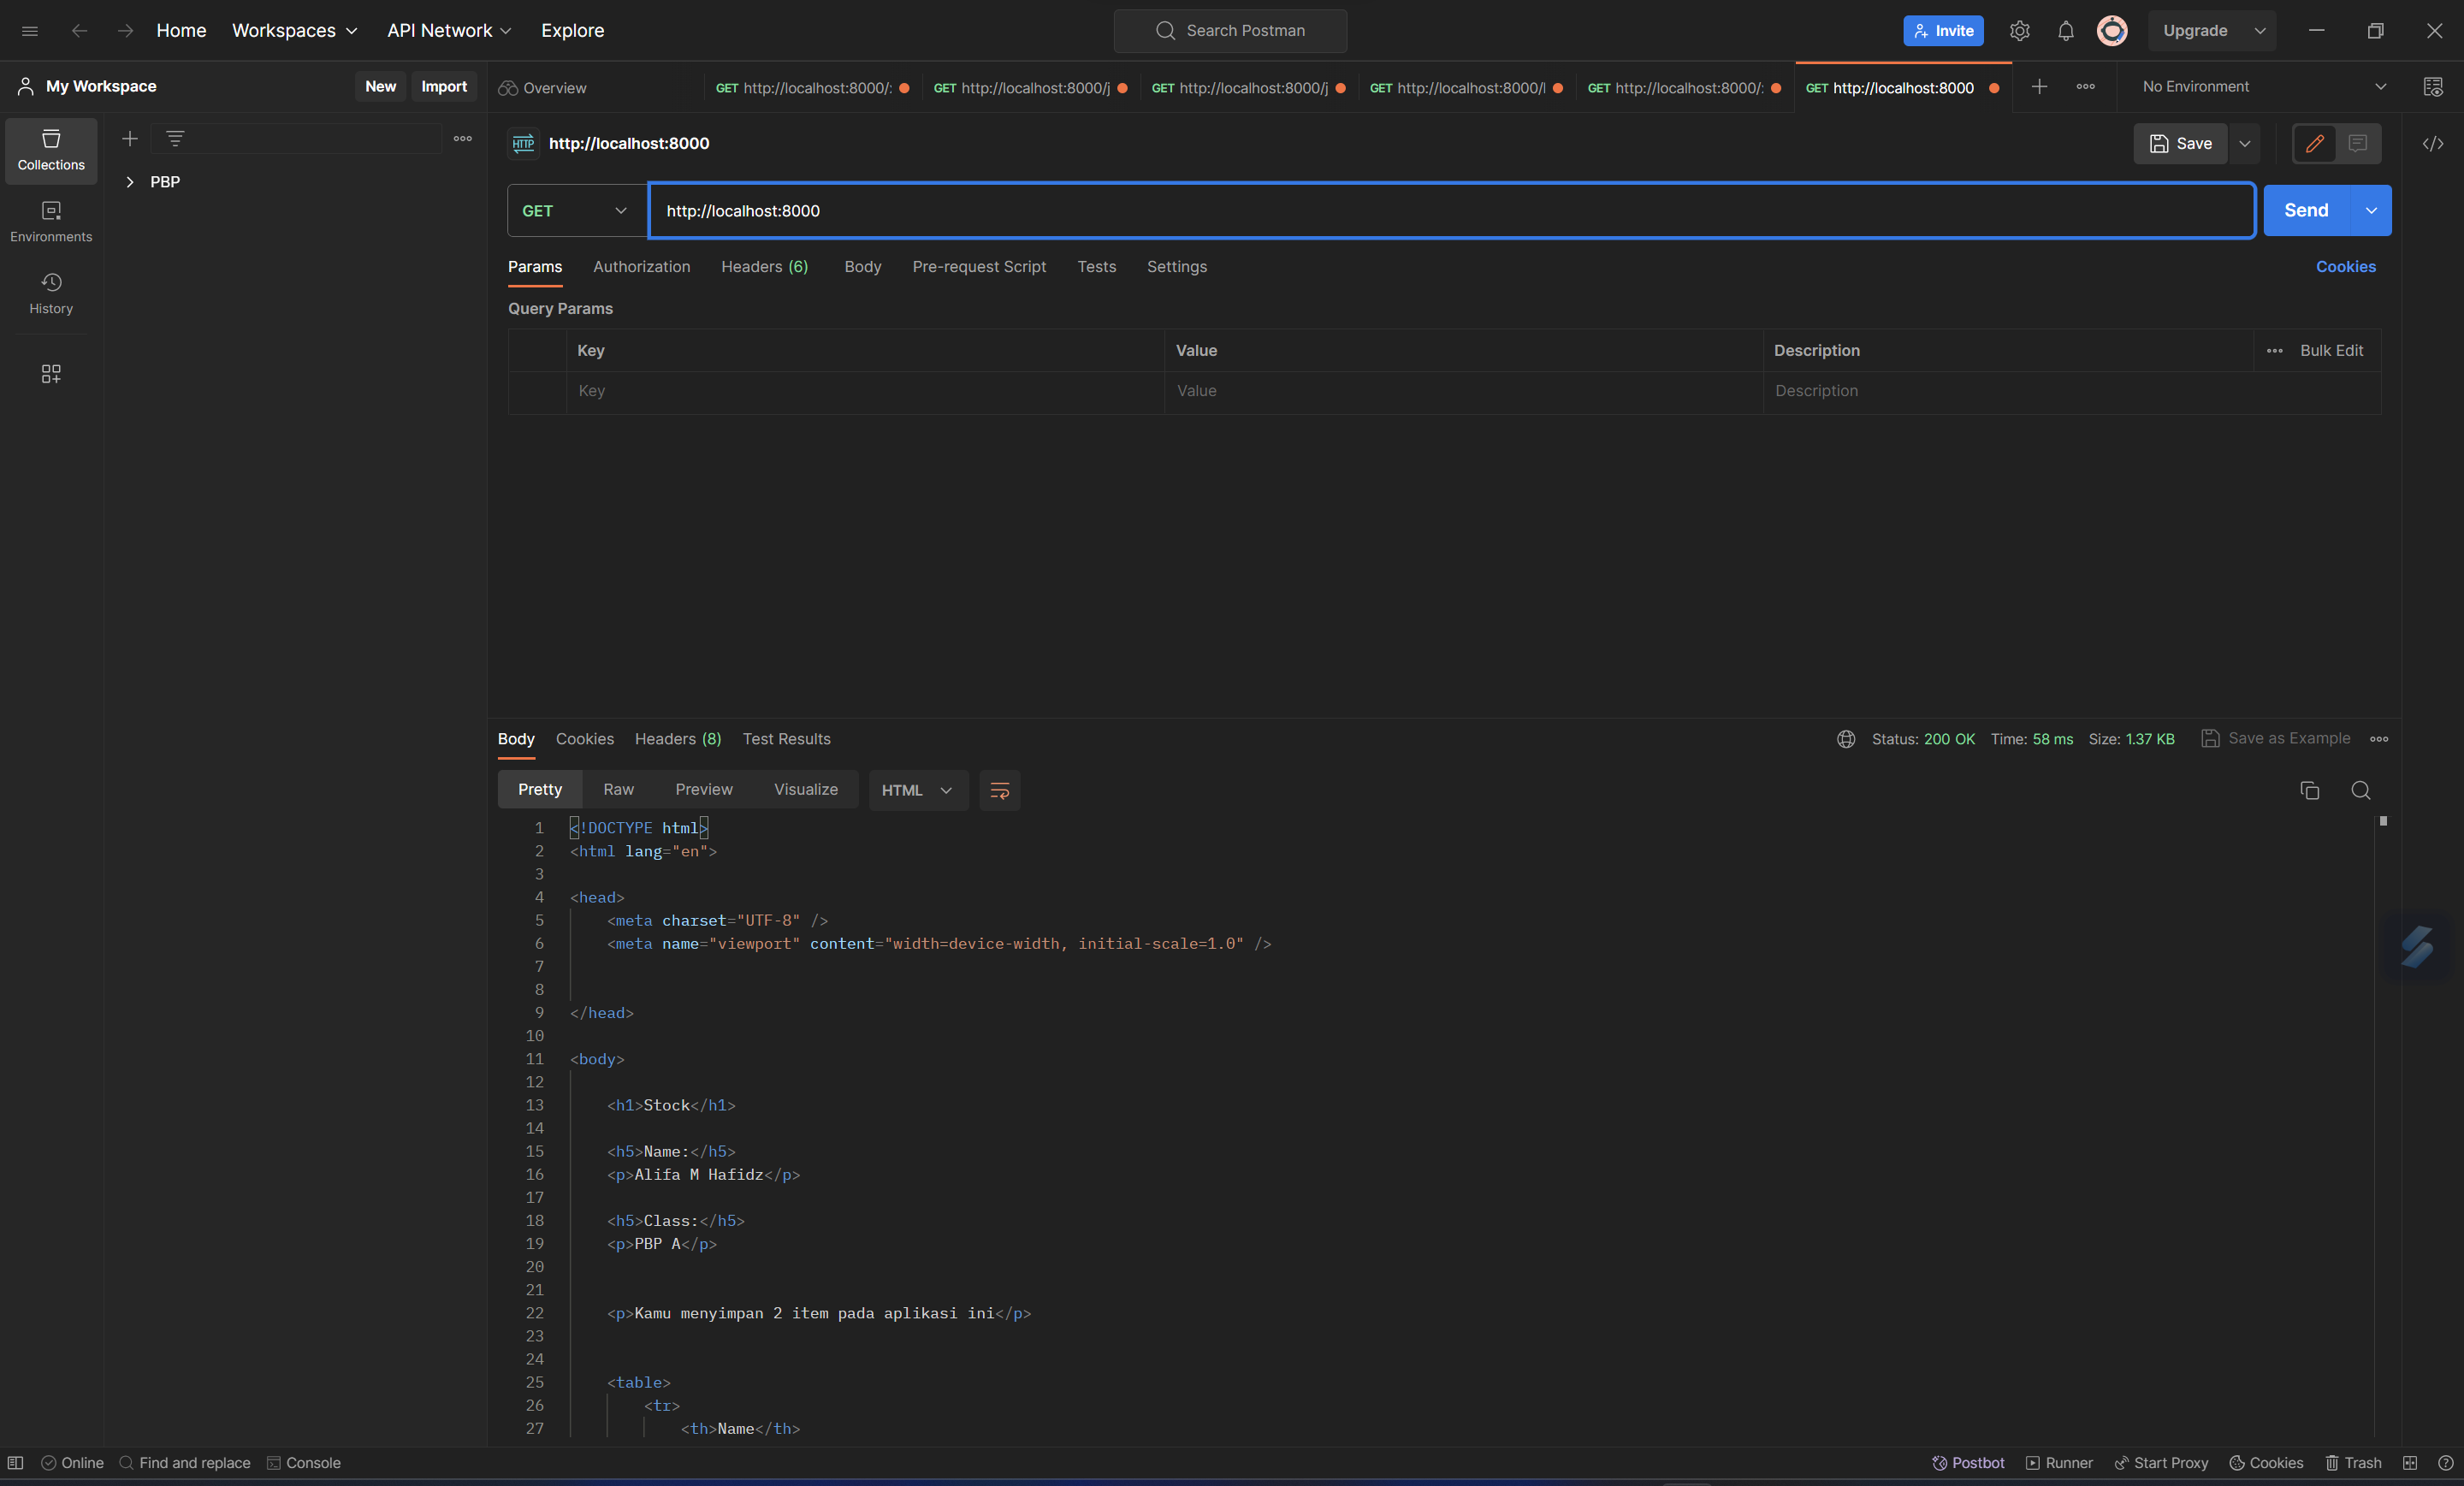 Home Workspaces API Network Explore Search Postman Invite Upgrade
My Workspace New Import Overview GET http://localhost:8000/: GET http://localhost:8000/j GET http://localhost:8000/j GET http://localhost:8000/l GET http://localhost:8000/: GET http://localhost:8000 No Environment
Collections
PBP
Environments
History
HTTP http://localhost:8000 Save
GET http://localhost:8000 Send
Params Authorization Headers (6) Body Pre-request Script Tests Settings Cookies
Query Params
Key Value Description Bulk Edit
Key Value Description
Body Cookies Headers (8) Test Results Status: 200 OK Time: 58 ms Size: 1.37 KB Save as Example
Pretty Raw Preview Visualize HTML
1 <!DOCTYPE html>
2 <html lang="en">
3
4 <head>
5 <meta charset="UTF-8" />
6 <meta name="viewport" content="width=device-width, initial-scale=1.0" />
7
8
9 </head>
10
11 <body>
12
13 <h1>Stock</h1>
14
15 <h5>Name:</h5>
16 <p>Alifa M Hafidz</p>
17
18 <h5>Class:</h5>
19 <p>PBP A</p>
20
21
22 <p>Kamu menyimpan 2 item pada aplikasi ini</p>
23
24
25 <table>
26 <tr>
27 <th>Name</th>
Online Find and replace Console Postbot Runner Start Proxy Cookies Trash